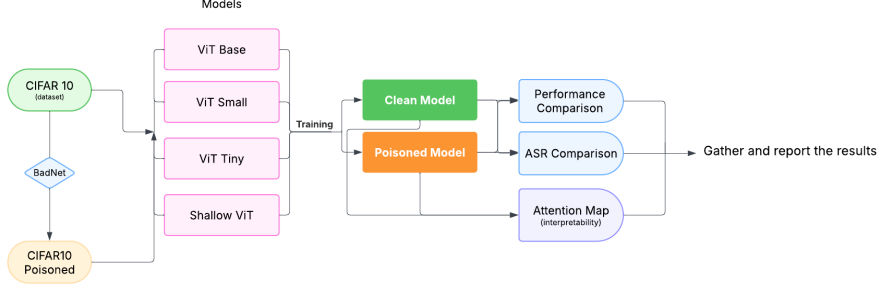 Models
ViT Base
CIFAR 10
(dataset)
ViT Small
Training
Clean Model
Performance
Comparison
BadNet
ViT Tiny
Poisoned Model
ASR Comparison
Gather and report the results
Shallow ViT
Attention Map
(interpretability)
CIFAR10
Poisoned